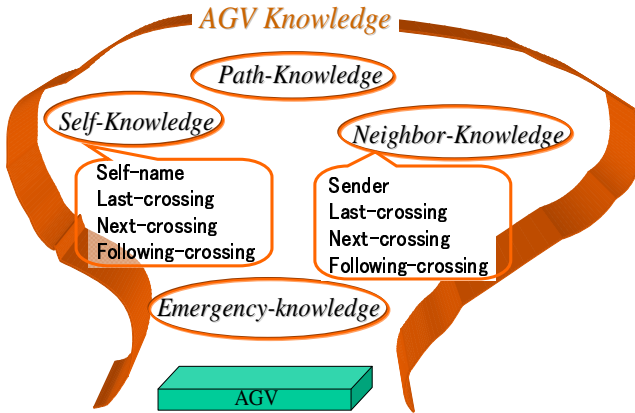 AGV Knowledge
Path-Knowledge
Self-Knowledge
Neighbor-Knowledge
Self-name
Last-crossing
Next-crossing
Following-crossing
Sender
Last-crossing
Next-crossing
Following-crossing
Emergency-knowledge
AGV